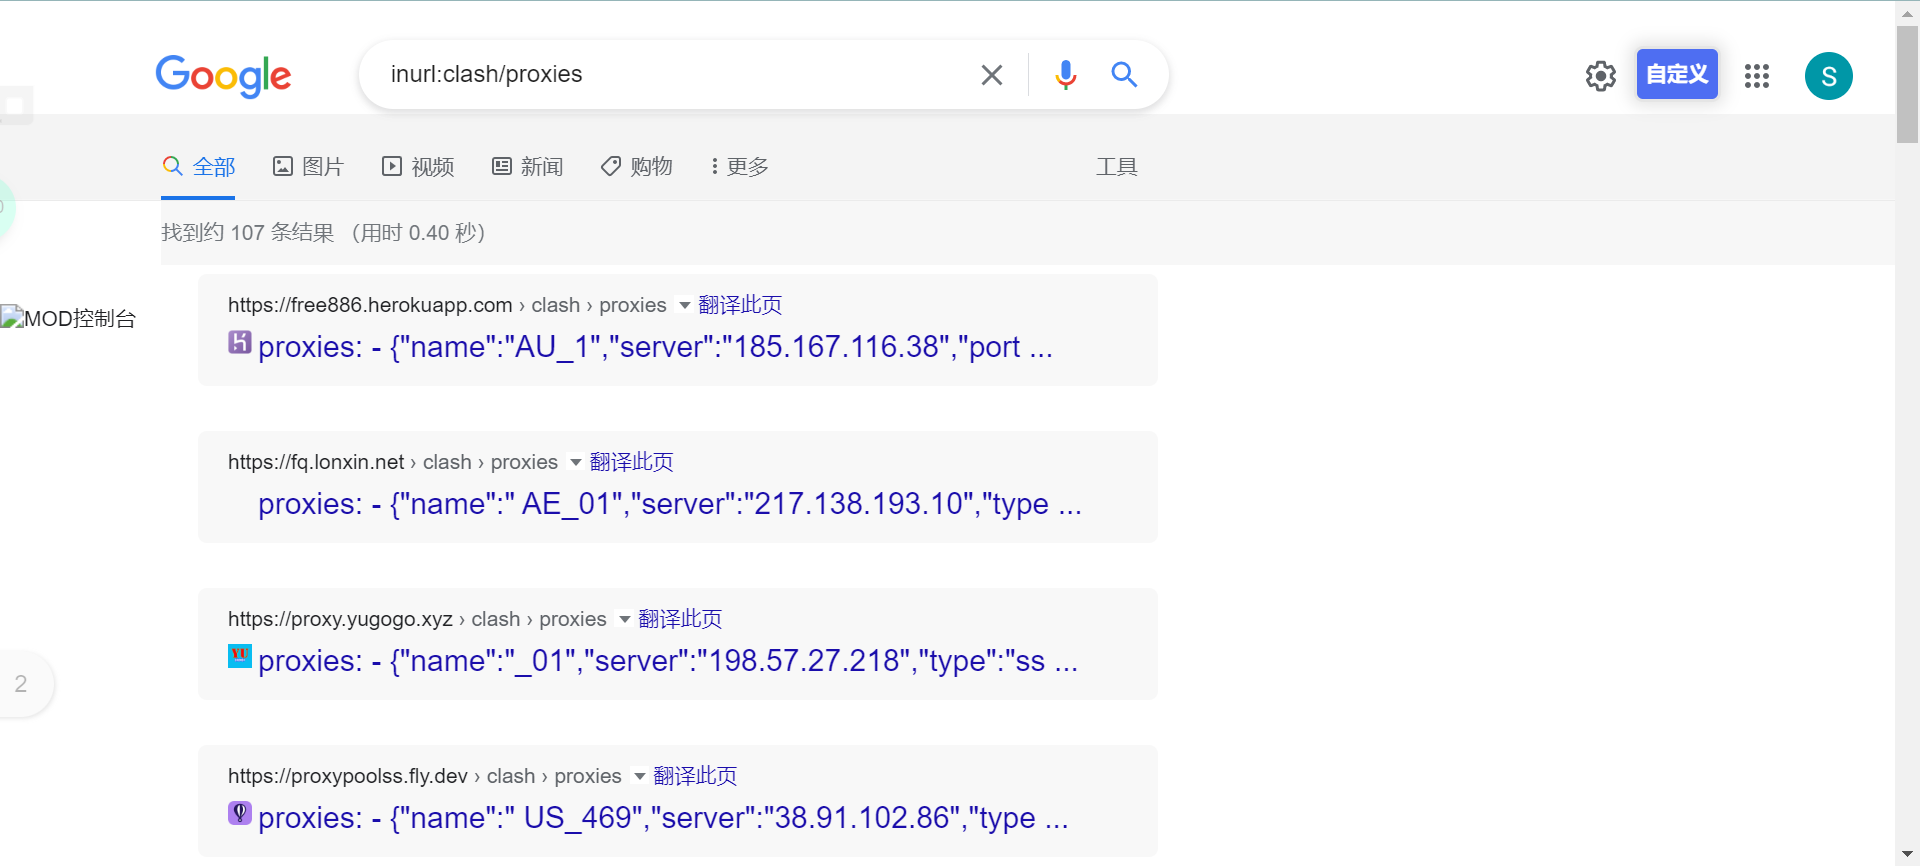 Google
inurl:clash/proxies
自定义
S
全部
图片
视频
新闻
购物
更多
工具
找到约 107 条结果 （用时 0.40 秒）
MOD控制台
https://free886.herokuapp.com › clash › proxies 翻译此页
proxies: - {"name":"AU_1","server":"185.167.116.38","port ...
https://fq.lonxin.net › clash › proxies 翻译此页
proxies: - {"name":" AE_01","server":"217.138.193.10","type ...
https://proxy.yugogo.xyz › clash › proxies 翻译此页
YU
proxies: - {"name":"_01","server":"198.57.27.218","type":"ss ...
2
https://proxypoolss.fly.dev › clash › proxies 翻译此页
proxies: - {"name":" US_469","server":"38.91.102.86","type ...